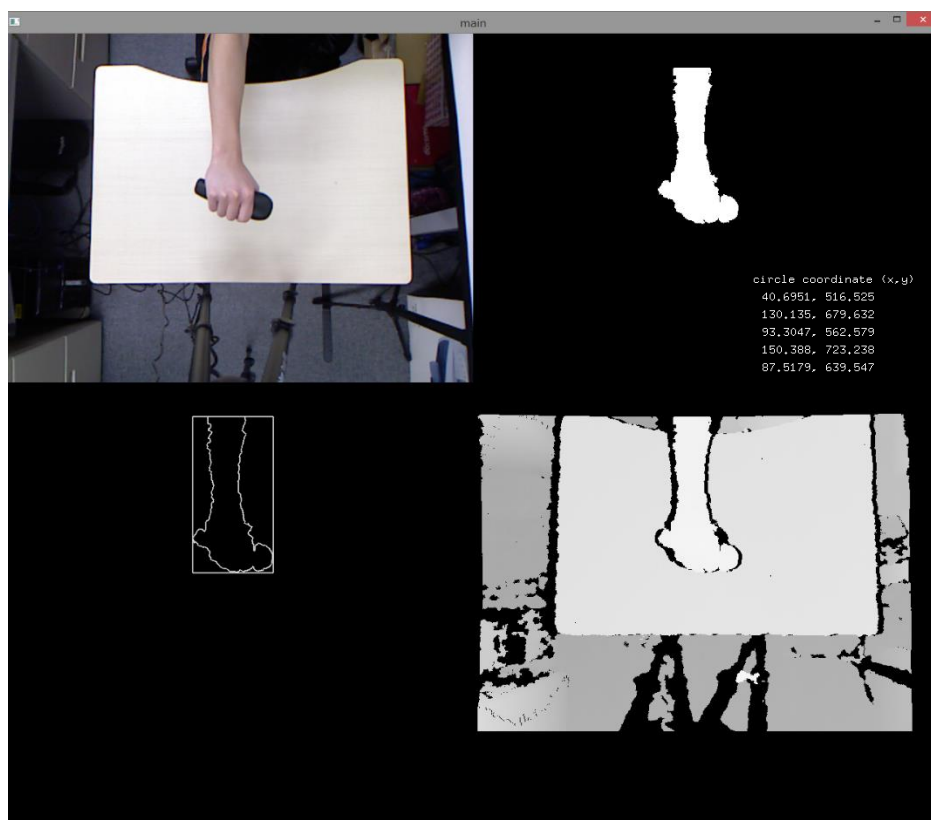 main
circle coordinate (x,y)
40.6951, 516.525
130.135, 679.632
93.3047, 562.579
150.388, 723.238
87.5179, 639.547